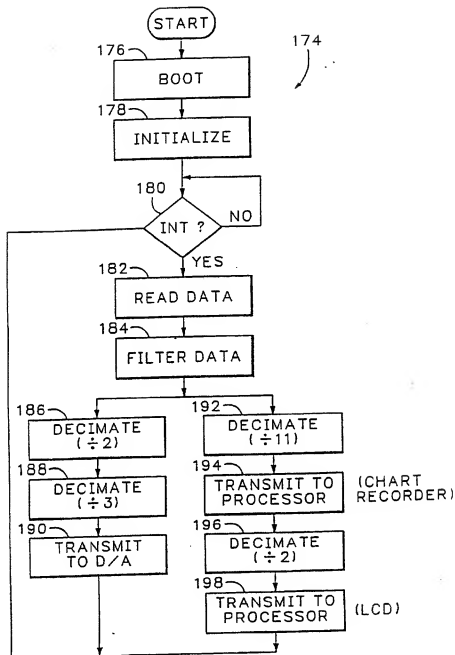 START
174
176
BOOT
178
INITIALIZE
180
INT ?
NO
YES
182
READ DATA
184
FILTER DATA
186
DECIMATE
(÷2)
188
DECIMATE
(÷3)
190
TRANSMIT
TO D/A
192
DECIMATE
(÷11)
194
TRANSMIT TO
PROCESSOR
(CHART
RECORDER)
196
DECIMATE
(÷2)
198
TRANSMIT TO
PROCESSOR
(LCD)